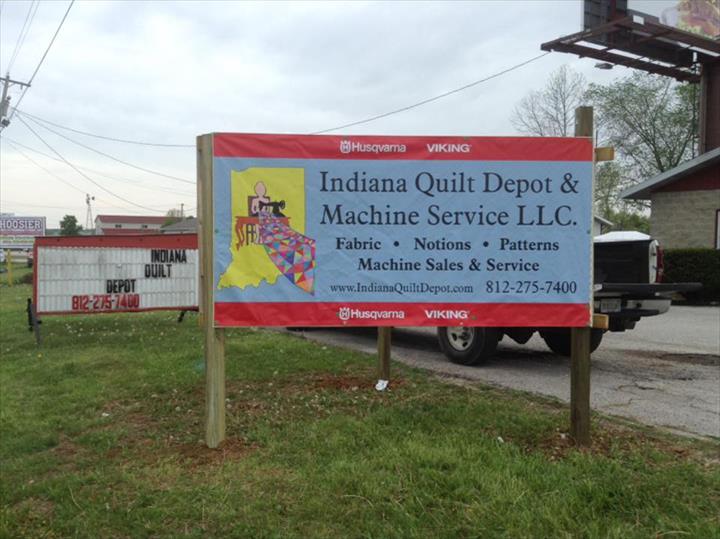 HOOSIER
INDIANA
QUILT
DEPOT
812-275-7400
Husqvarna VIKING
Indiana Quilt Depot &
Machine Service LLC.
Fabric • Notions • Patterns
Machine Sales & Service
www.IndianaQuiltDepot.com 812-275-7400
Husqvarna VIKING